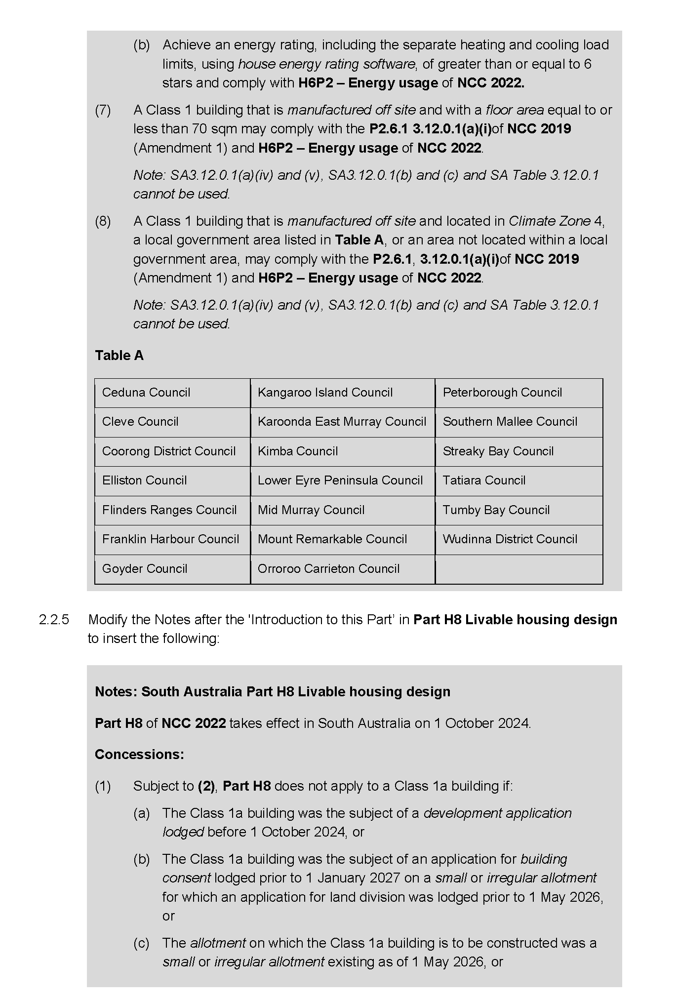 (b) Achieve an energy rating, including the separate heating and cooling load
limits, using house energy rating software, of greater than or equal to 6
stars and comply with H6P2 – Energy usage of NCC 2022.
(7) A Class 1 building that is manufactured off site and with a floor area equal to or
less than 70 sqm may comply with the P2.6.1 3.12.0.1(a)(i)of NCC 2019
(Amendment 1) and H6P2 – Energy usage of NCC 2022.
Note: SA3.12.0.1(a)(iv) and (v), SA3.12.0.1(b) and (c) and SA Table 3.12.0.1
cannot be used.
(8) A Class 1 building that is manufactured off site and located in Climate Zone 4,
a local government area listed in Table A, or an area not located within a local
government area, may comply with the P2.6.1, 3.12.0.1(a)(i)of NCC 2019
(Amendment 1) and H6P2 – Energy usage of NCC 2022.
Note: SA3.12.0.1(a)(iv) and (v), SA3.12.0.1(b) and (c) and SA Table 3.12.0.1
cannot be used.
Table A
Ceduna Council Kangaroo Island Council Peterborough Council
Cleve Council Karoonda East Murray Council Southern Mallee Council
Coorong District Council Kimba Council Streaky Bay Council
Elliston Council Lower Eyre Peninsula Council Tatiara Council
Flinders Ranges Council Mid Murray Council Tumby Bay Council
Franklin Harbour Council Mount Remarkable Council Wudinna District Council
Goyder Council Orroroo Carrieton Council
2.2.5 Modify the Notes after the 'Introduction to this Part’ in Part H8 Livable housing design
to insert the following:
Notes: South Australia Part H8 Livable housing design
Part H8 of NCC 2022 takes effect in South Australia on 1 October 2024.
Concessions:
(1) Subject to (2), Part H8 does not apply to a Class 1a building if:
(a) The Class 1a building was the subject of a development application
lodged before 1 October 2024, or
(b) The Class 1a building was the subject of an application for building
consent lodged prior to 1 January 2027 on a small or irregular allotment
for which an application for land division was lodged prior to 1 May 2026,
or
(c) The allotment on which the Class 1a building is to be constructed was a
small or irregular allotment existing as of 1 May 2026, or